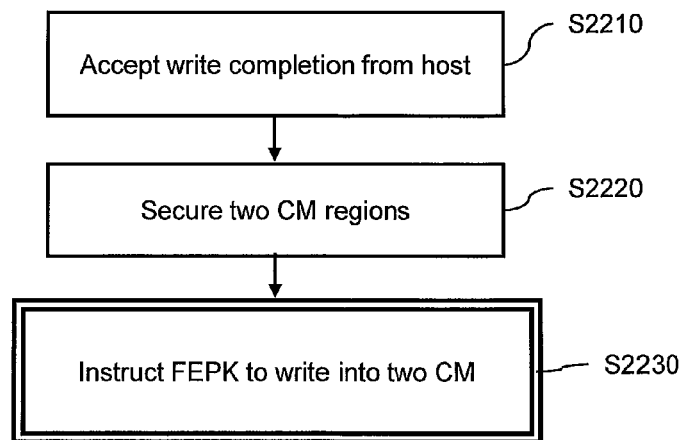 S2210
Accept write completion from host
S2220
Secure two CM regions
Instruct FEPK to write into two CM
S2230